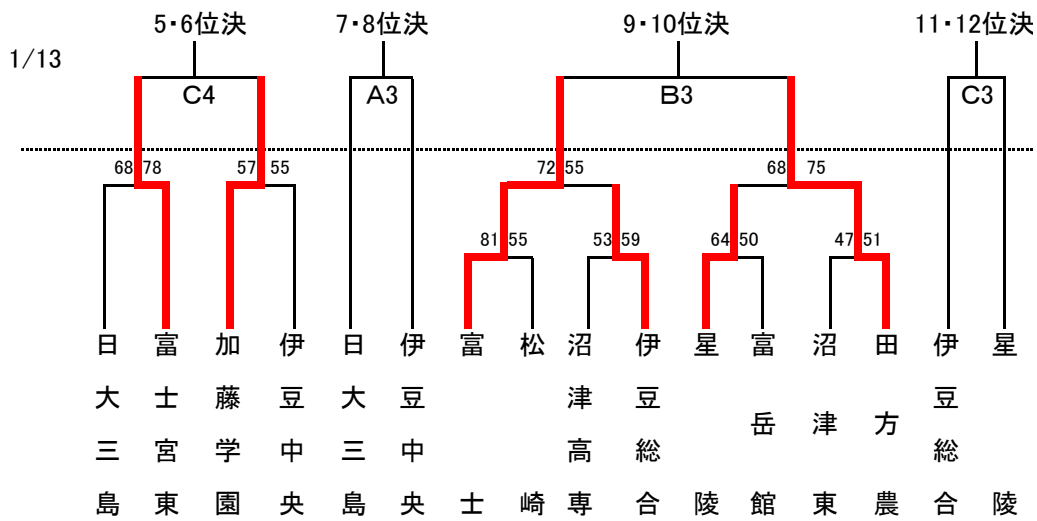 5・6位決
7・8位決
9・10位決
11・12位決
1/13
C4
A3
B3
C3
68 78
57 55
72 55
68 75
81 55
53 59
64 50
47 51
日大三島
富士宮東
加藤学園
伊豆中央
日大三島
伊豆中央
富士
松崎
沼津高専
伊豆総合
星陵
富岳館
沼津東
田方農
伊豆総合
星陵